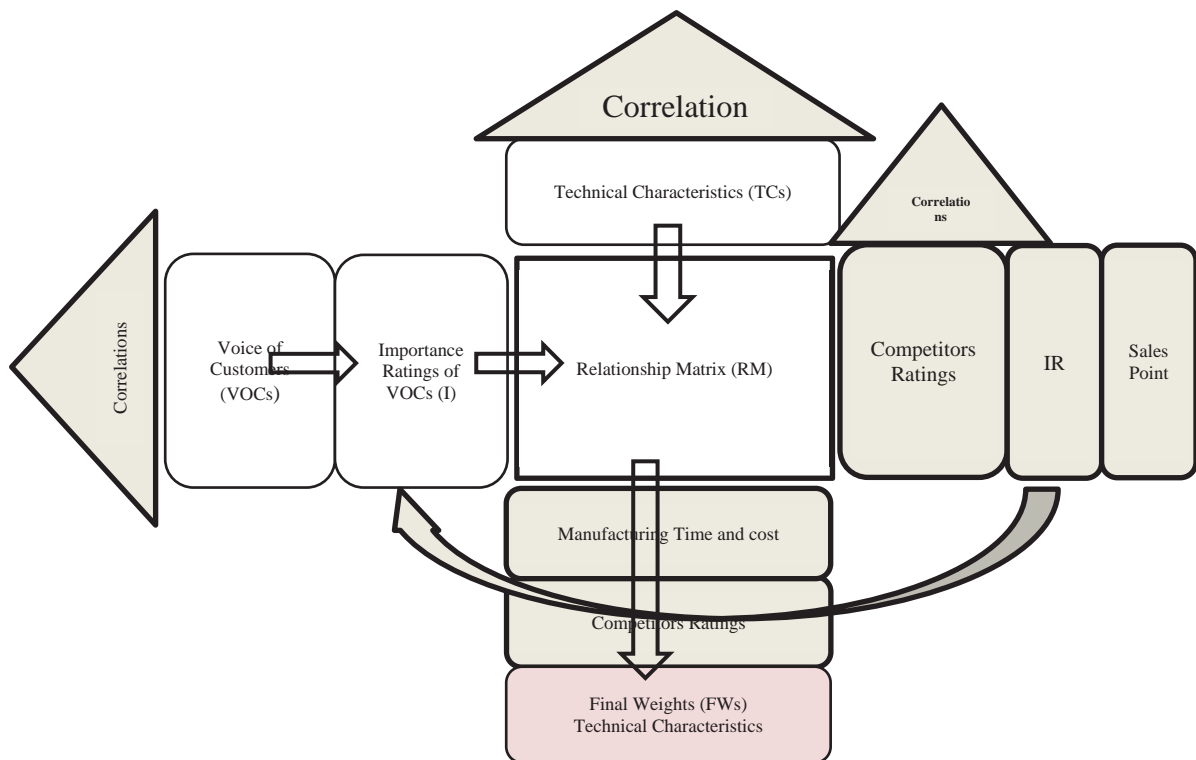 Correlation
Technical Characteristics (TCs)
Correlatio
ns
Correlations
Voice of
Customers
(VOCs)
Importance
Ratings of
VOCs (I)
Relationship Matrix (RM)
Competitors
Ratings
IR
Sales
Point
Manufacturing Time and cost
Competitors Ratings
Final Weights (FWs)
Technical Characteristics